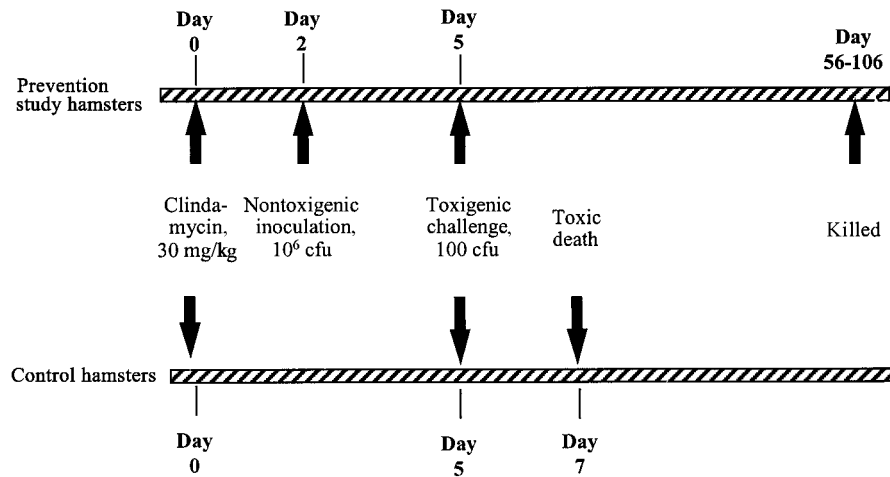 Day
0
Day
2
Day
5
Day
56-106
Prevention
study hamsters
Clinda-
mycin,
30 mg/kg
Nontoxigenic
inoculation,
10⁶ cfu
Toxigenic
challenge,
100 cfu
Toxic
death
Killed
Control hamsters
Day
0
Day
5
Day
7